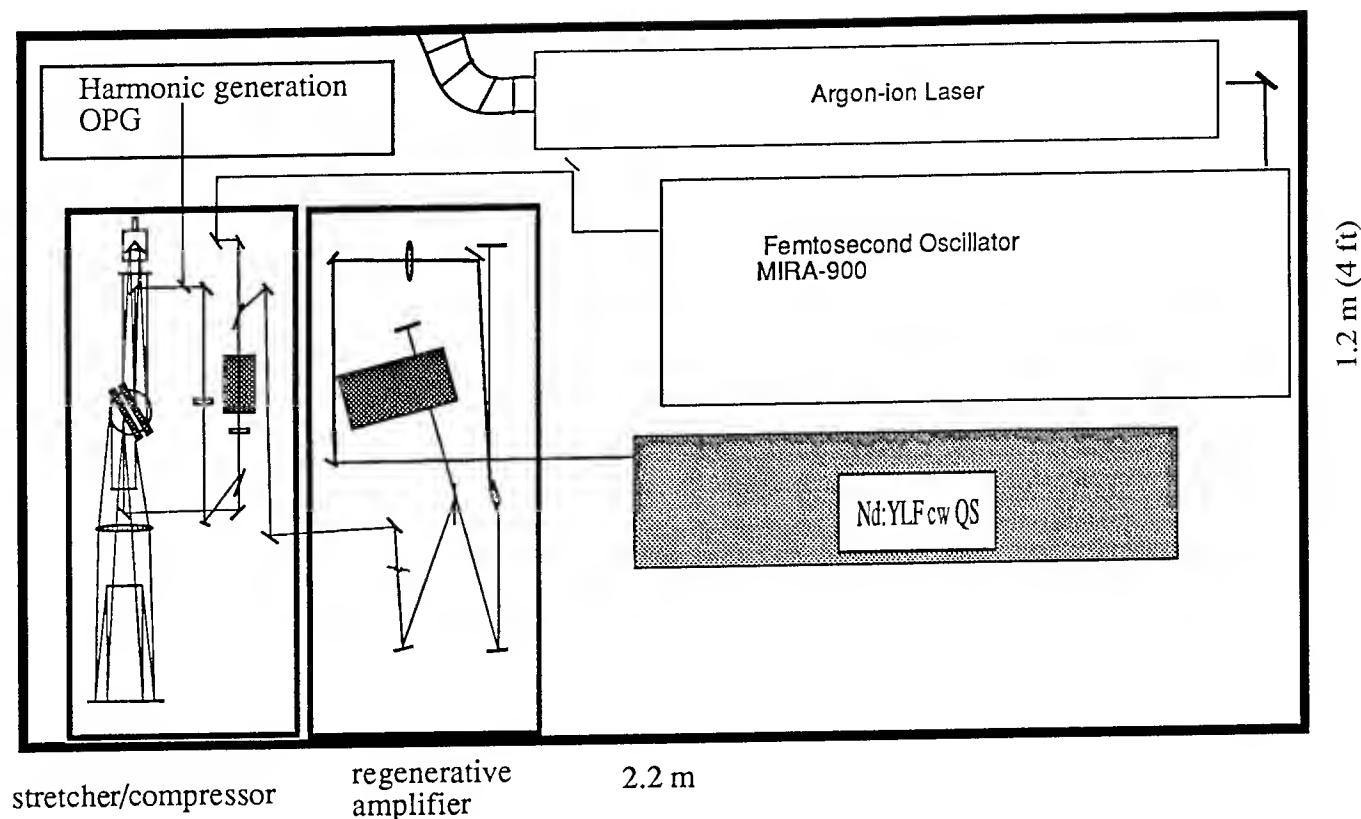 Harmonic generation
OPG
Argon-ion Laser
Femtosecond Oscillator
MIRA-900
1.2 m (4 ft)
Nd:YLF cw QS
stretcher/compressor
regenerative
amplifier
2.2 m